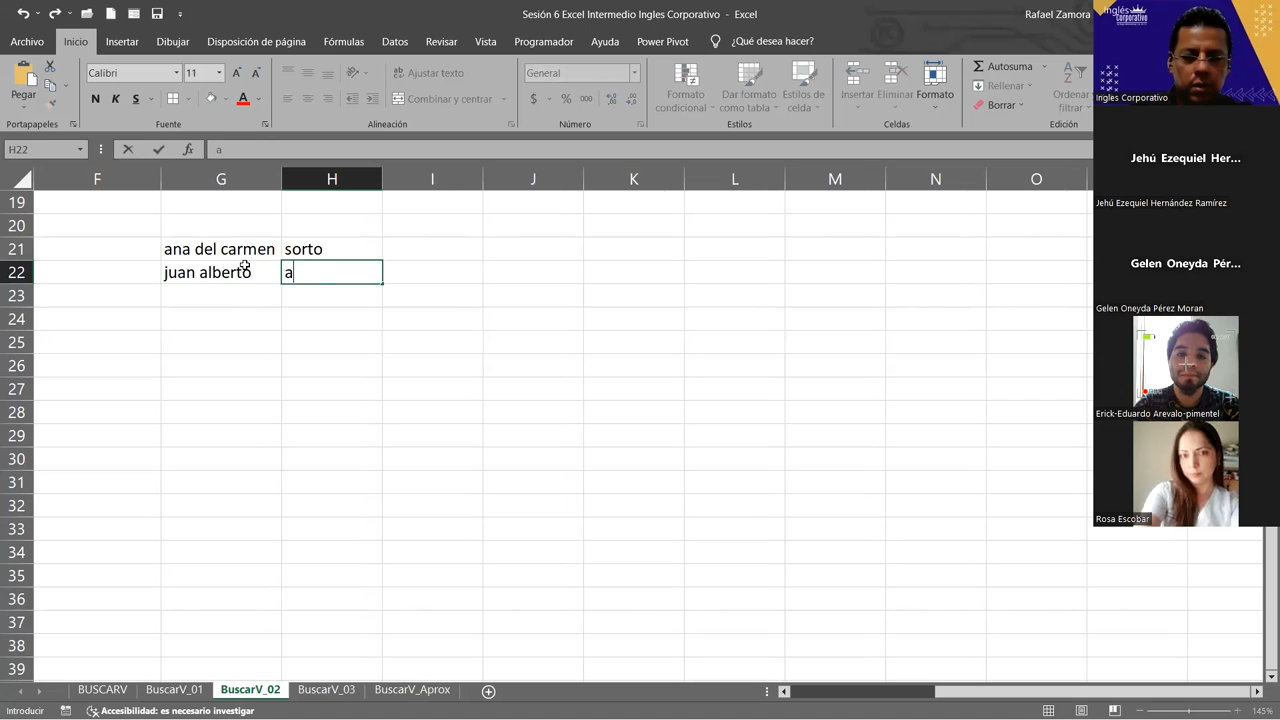 Sesión 6 Excel Intermedio Ingles Corporativo - Excel
Rafael Zamora
Archivo Inicio Insertar Dibujar Disposición de página Fórmulas Datos Revisar Vista Programador Ayuda Power Pivot ¿Qué desea hacer?
Pegar
Calibri 11
N K S
Ajustar texto
Combinar y centrar
General
$ % 000
Formato condicional
Dar formato como tabla
Estilos de celda
Insertar Eliminar Formato
Autosuma
Rellenar
Borrar
Ordenar filtrar
Portapapeles Fuente Alineación Número Estilos Celdas Edición
H22 fx a
F G H I J K L M N O
19
20
21 ana del carmen sorto
22 juan alberto a
23
24
25
26
27
28
29
30
31
32
33
34
35
36
37
38
39
BUSCARV BuscarV_01 BuscarV_02 BuscarV_03 BuscarV_Aprox
Introducir Accesibilidad: es necesario investigar 145%
Inglés
Corporativo
Ingles Corporativo
Jehú Ezequiel Her...
Jehú Ezequiel Hernández Ramírez
Gelen Oneyda Pér...
Gelen Oneyda Pérez Moran
Erick-Eduardo Arevalo-pimentel
Rosa Escobar